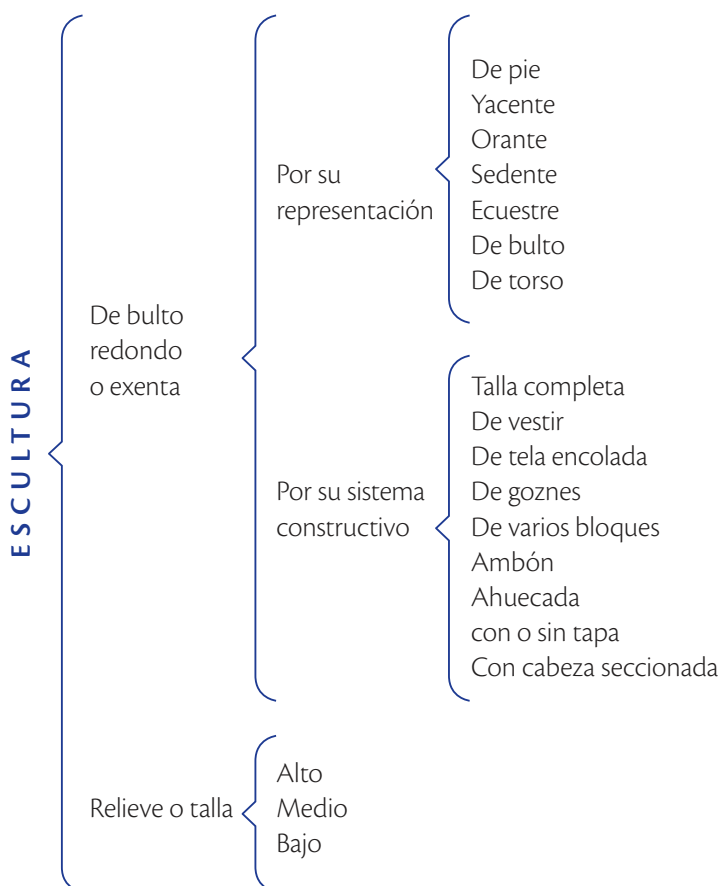 ESCULTURA
De bulto
redondo
o exenta
Por su
representación
De pie
Yacente
Orante
Sedente
Ecuestre
De bulto
De torso
Por su sistema
constructivo
Talla completa
De vestir
De tela encolada
De goznes
De varios bloques
Ambón
Ahuecada
con o sin tapa
Con cabeza seccionada
Relieve o talla
Alto
Medio
Bajo